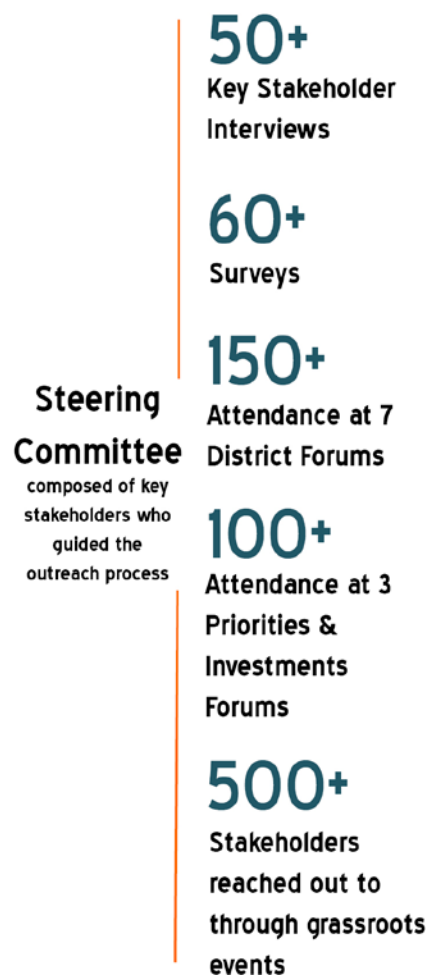 50+
Key Stakeholder
Interviews
60+
Surveys
150+
Attendance at 7
District Forums
Steering
Committee
composed of key
stakeholders who
guided the
outreach process
100+
Attendance at 3
Priorities &
Investments
Forums
500+
Stakeholders
reached out to
through grassroots
events